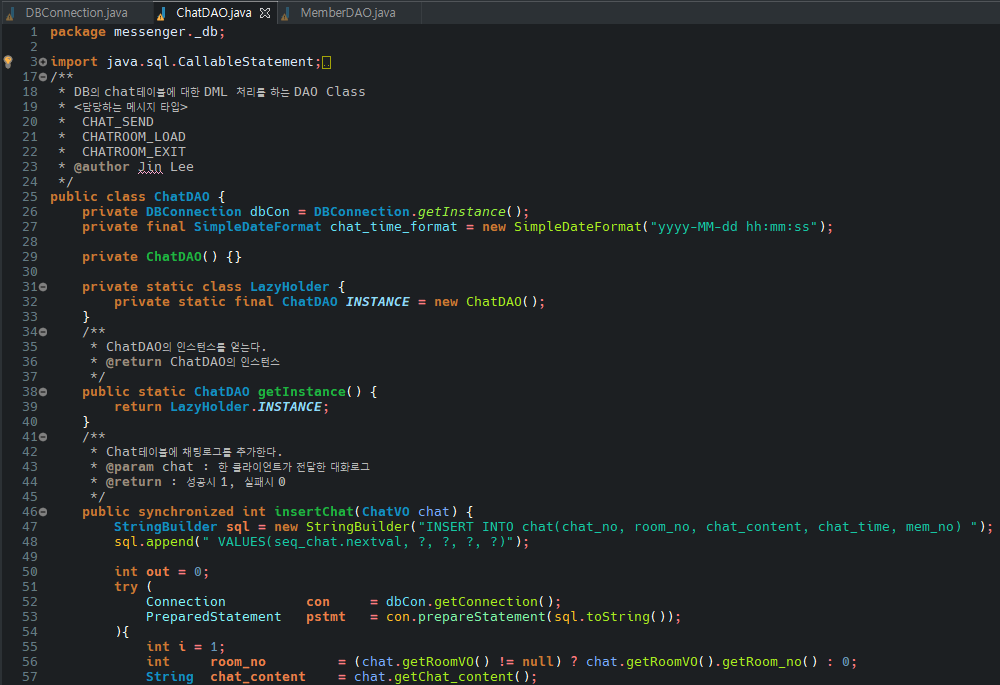 DBConnection.java ChatDAO.java MemberDAO.java
1 package messenger._db;
2
3 import java.sql.CallableStatement;
17 /**
18  * DB의 chat테이블에 대한 DML 처리를 하는 DAO Class
19  * <담당하는 메시지 타입>
20  *  CHAT_SEND
21  *  CHATROOM_LOAD
22  *  CHATROOM_EXIT
23  * @author Jin Lee
24  */
25 public class ChatDAO {
26     private DBConnection dbCon = DBConnection.getInstance();
27     private final SimpleDateFormat chat_time_format = new SimpleDateFormat("yyyy-MM-dd hh:mm:ss");
28
29     private ChatDAO() {}
30
31     private static class LazyHolder {
32         private static final ChatDAO INSTANCE = new ChatDAO();
33     }
34     /**
35      * ChatDAO의 인스턴스를 얻는다.
36      * @return ChatDAO의 인스턴스
37      */
38     public static ChatDAO getInstance() {
39         return LazyHolder.INSTANCE;
40     }
41     /**
42      * Chat테이블에 채팅로그를 추가한다.
43      * @param chat : 한 클라이언트가 전달한 대화로그
44      * @return : 성공시 1, 실패시 0
45      */
46     public synchronized int insertChat(ChatVO chat) {
47         StringBuilder sql = new StringBuilder("INSERT INTO chat(chat_no, room_no, chat_content, chat_time, mem_no) ");
48         sql.append(" VALUES(seq_chat.nextval, ?, ?, ?, ?)");
49
50         int out = 0;
51         try (
52             Connection          con     = dbCon.getConnection();
53             PreparedStatement   pstmt   = con.prepareStatement(sql.toString());
54         ){
55             int i = 1;
56             int     room_no         = (chat.getRoomVO() != null) ? chat.getRoomVO().getRoom_no() : 0;
57             String  chat_content    = chat.getChat_content();